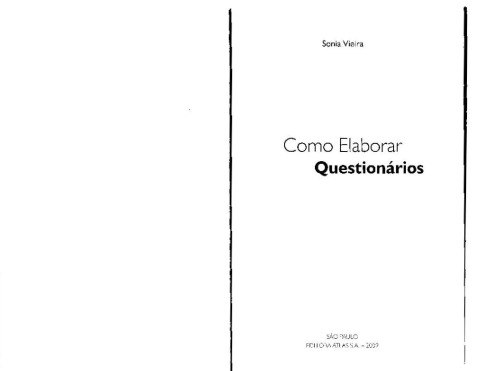 Sonia Vieira
Como Elaborar
Questionários
SÃO PAULO
EDITORA ATLAS S.A. – 2009